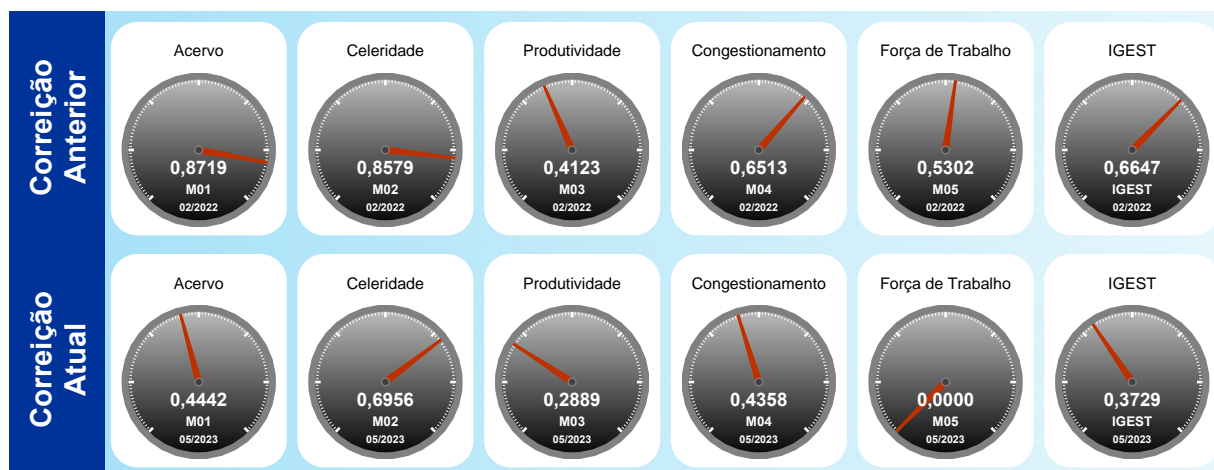 Correição
Anterior
Acervo
0,8719
M01
02/2022
Celeridade
0,8579
M02
02/2022
Produtividade
0,4123
M03
02/2022
Congestionamento
0,6513
M04
02/2022
Força de Trabalho
0,5302
M05
02/2022
IGEST
0,6647
IGEST
02/2022
Correição
Atual
Acervo
0,4442
M01
05/2023
Celeridade
0,6956
M02
05/2023
Produtividade
0,2889
M03
05/2023
Congestionamento
0,4358
M04
05/2023
Força de Trabalho
0,0000
M05
05/2023
IGEST
0,3729
IGEST
05/2023